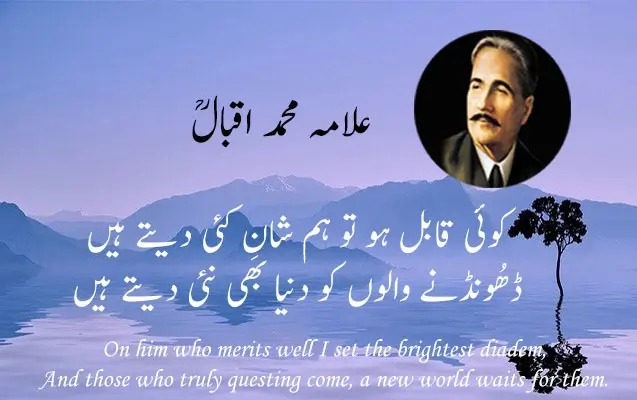 علامہ محمد اقبالؒ
کوئی قابل ہو تو ہم شانِ کئی دیتے ہیں
ڈھُونڈنے والوں کو دنیا بھی نئی دیتے ہیں
On him who merits well I set the brightest diadem,
And those who truly questing come, a new world waits for them.